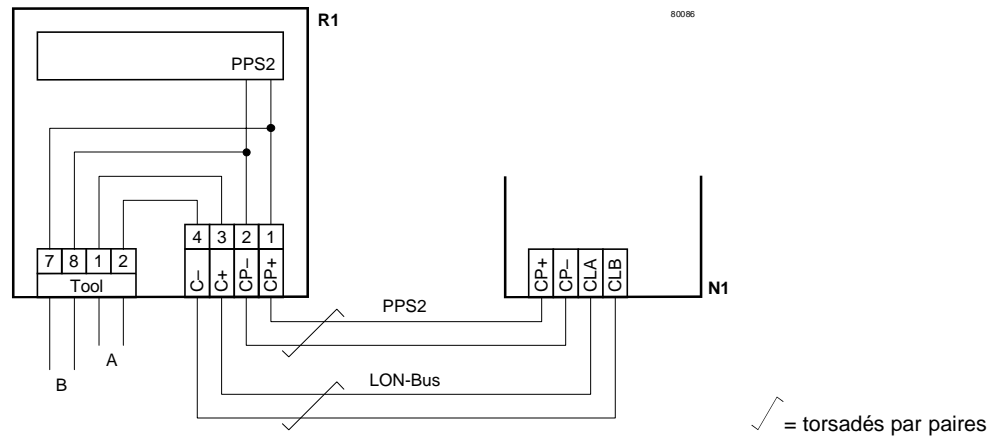 R1
80086
PPS2
4 3 2 1
7 8 1 2
C– C+ CP– CP+
CP+ CP– CLA CLB
Tool
N1
PPS2
A
B
LON-Bus
= torsadés par paires